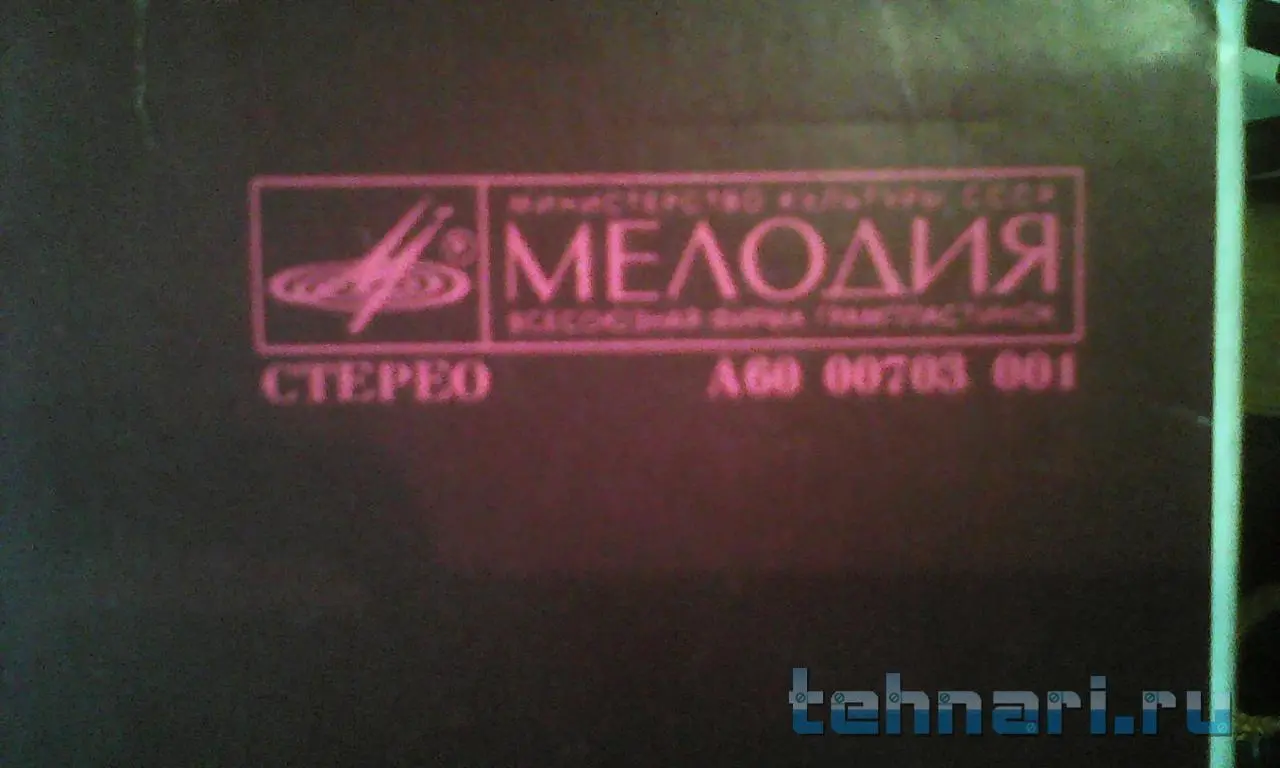 МИНИСТЕРСТВО КУЛЬТУРЫ СССР
МЕЛОДИЯ
ВСЕСОЮЗНАЯ ФИРМА ГРАМПЛАСТИНОК
СТЕРЕО А60 00703 001
tehnari.ru